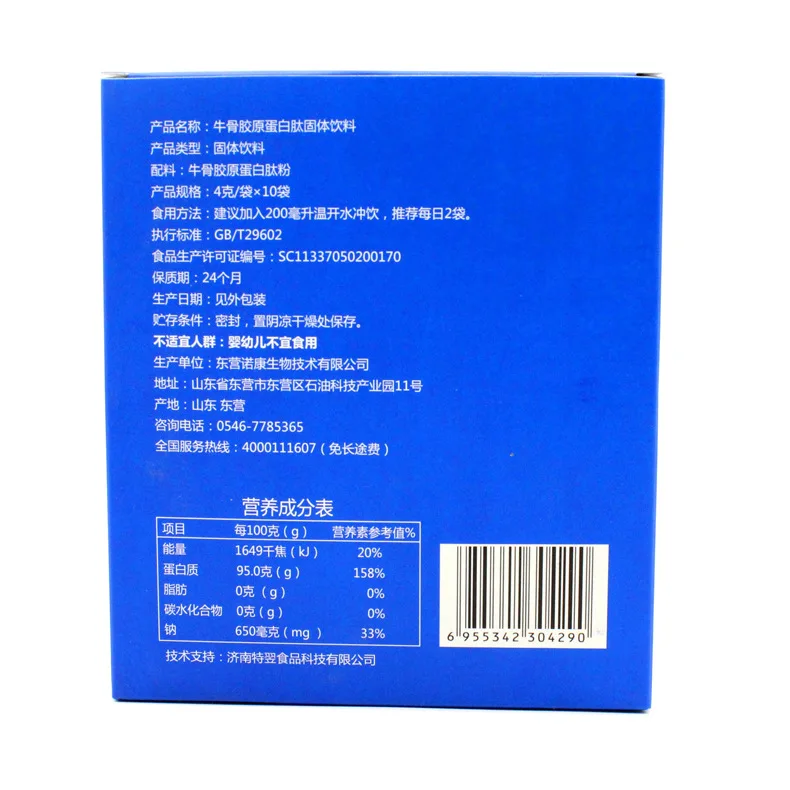 产品名称：牛骨胶原蛋白肽固体饮料
产品类型：固体饮料
配料：牛骨胶原蛋白肽粉
产品规格：4克/袋×10袋
食用方法：建议加入200毫升温开水冲饮，推荐每日2袋。
执行标准：GB/T29602
食品生产许可证编号：SC11337050200170
保质期：24个月
生产日期：见外包装
贮存条件：密封，置阴凉干燥处保存。
不适宜人群：婴幼儿不宜食用
生产单位：东营诺康生物技术有限公司
地址：山东省东营市东营区石油科技产业园11号
产地：山东 东营
咨询电话：0546-7785365
全国服务热线：4000111607（免长途费）
营养成分表
项目 每100克（g） 营养素参考值%
能量 1649千焦（kJ） 20%
蛋白质 95.0克（g） 158%
脂肪 0克（g） 0%
碳水化合物 0克（g） 0%
钠 650毫克（mg） 33%
6 955342 304290
技术支持：济南特翌食品科技有限公司